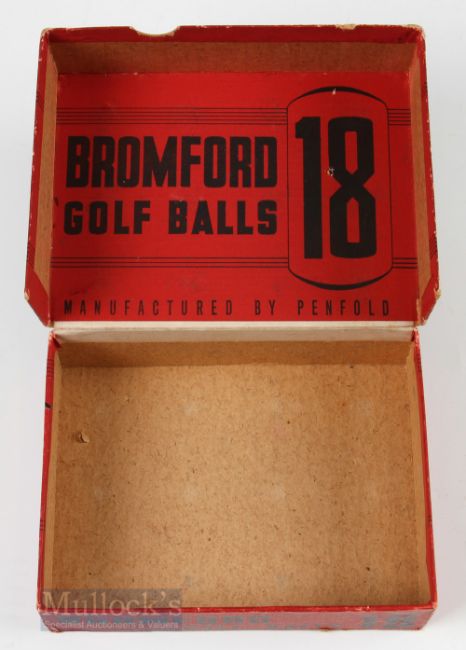 BROMFORD
GOLF BALLS
18
MANUFACTURED BY PENFOLD
Mullock's
Specialist Auctioneers & Valuers